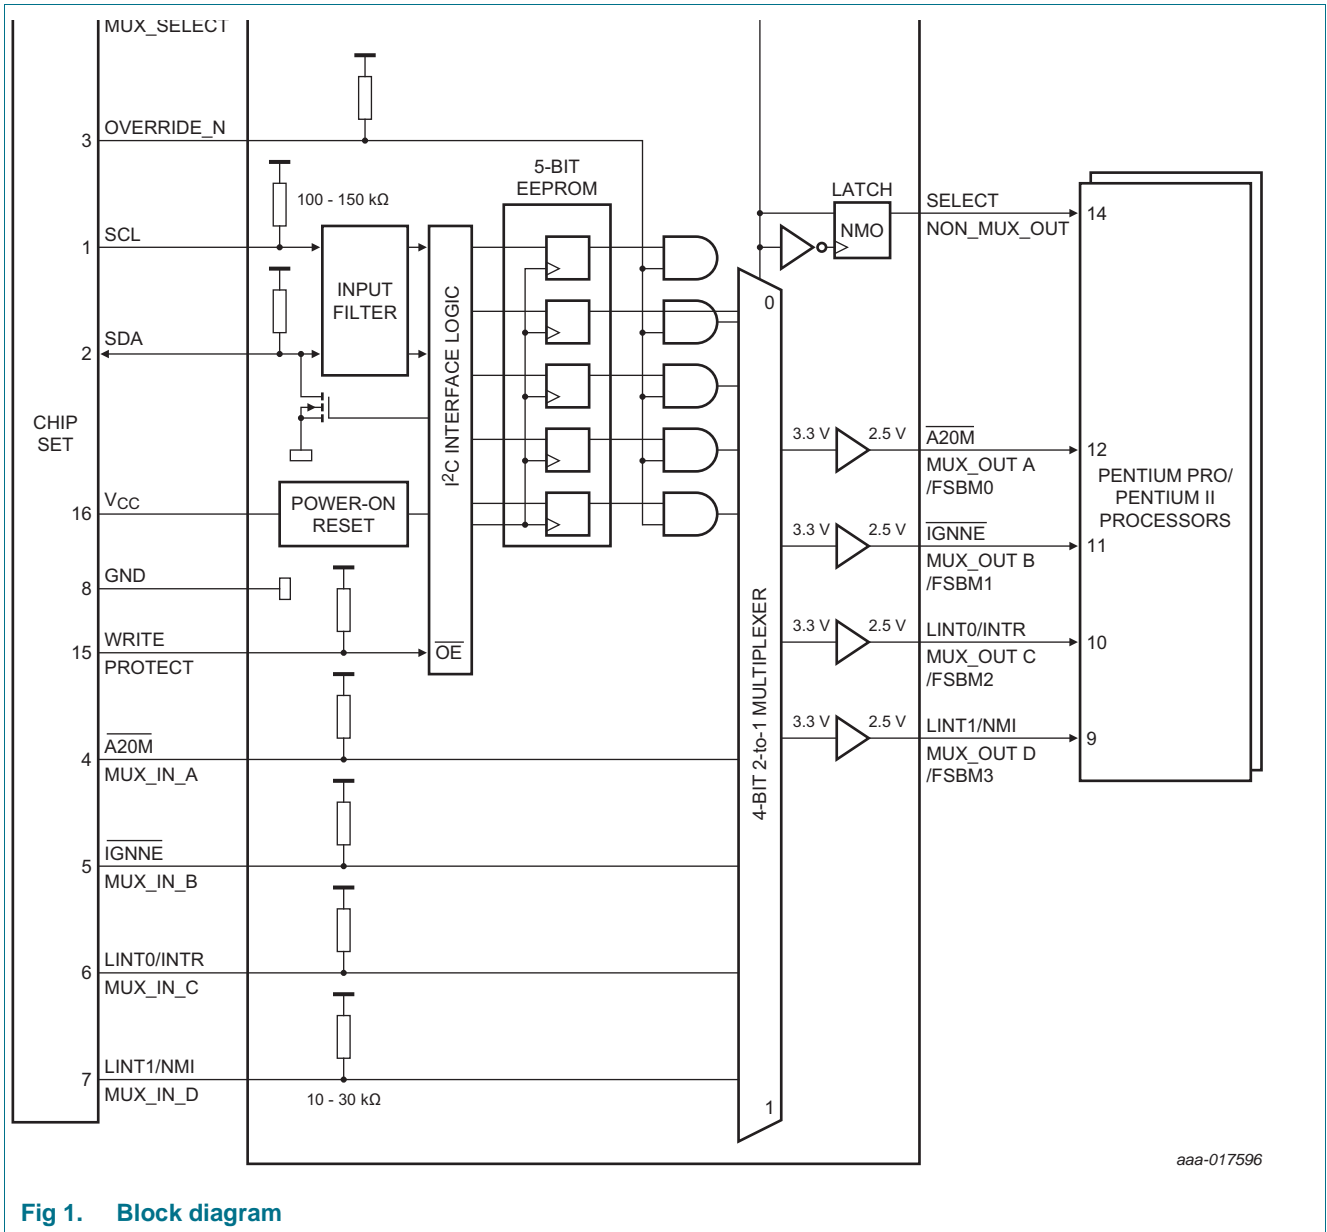 MUX_SELECT
3
OVERRIDE_N
5-BIT
EEPROM
100 - 150 kΩ
LATCH
NMO
SELECT
NON_MUX_OUT
14
1
SCL
INPUT
FILTER
I2C INTERFACE LOGIC
0
2
SDA
CHIP
SET
3.3 V
2.5 V
A20M
MUX_OUT A
/FSBM0
12
PENTIUM PRO/
PENTIUM II
PROCESSORS
16
VCC
POWER-ON
RESET
3.3 V
2.5 V
IGNNE
MUX_OUT B
/FSBM1
11
8
GND
15
WRITE
PROTECT
OE
3.3 V
2.5 V
LINT0/INTR
MUX_OUT C
/FSBM2
10
4-BIT 2-to-1 MULTIPLEXER
3.3 V
2.5 V
LINT1/NMI
MUX_OUT D
/FSBM3
9
4
A20M
MUX_IN_A
5
IGNNE
MUX_IN_B
6
LINT0/INTR
MUX_IN_C
7
LINT1/NMI
MUX_IN_D
10 - 30 kΩ
1
aaa-017596
Fig 1. Block diagram